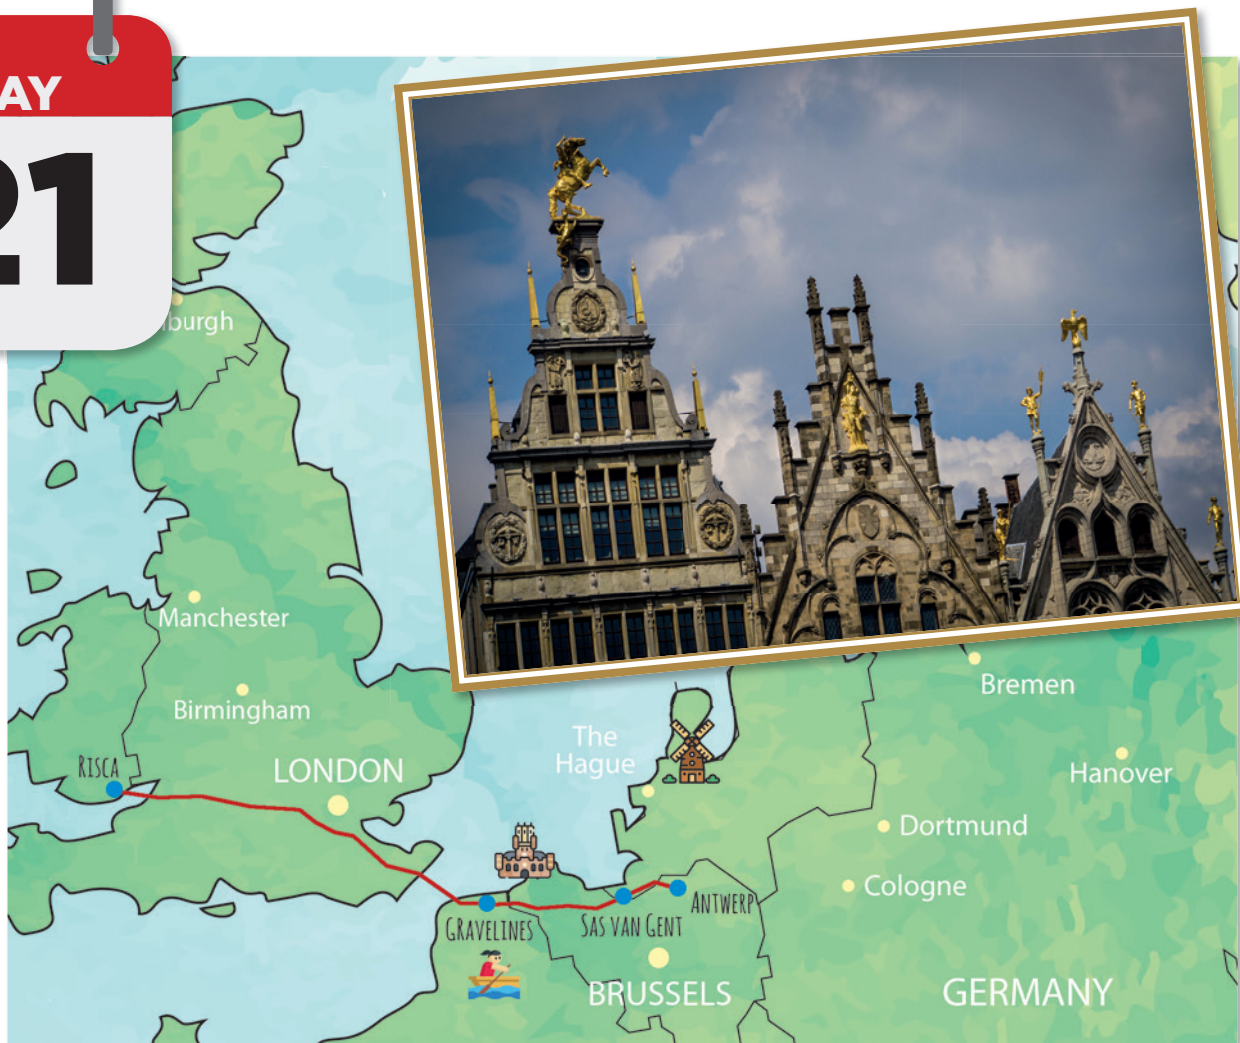 AY
21
burgh
Manchester
Birmingham
RISCA
LONDON
The
Hague
Bremen
Hanover
Dortmund
Cologne
GRAVELINES
SAS VAN GENT
ANTWERP
BRUSSELS
GERMANY